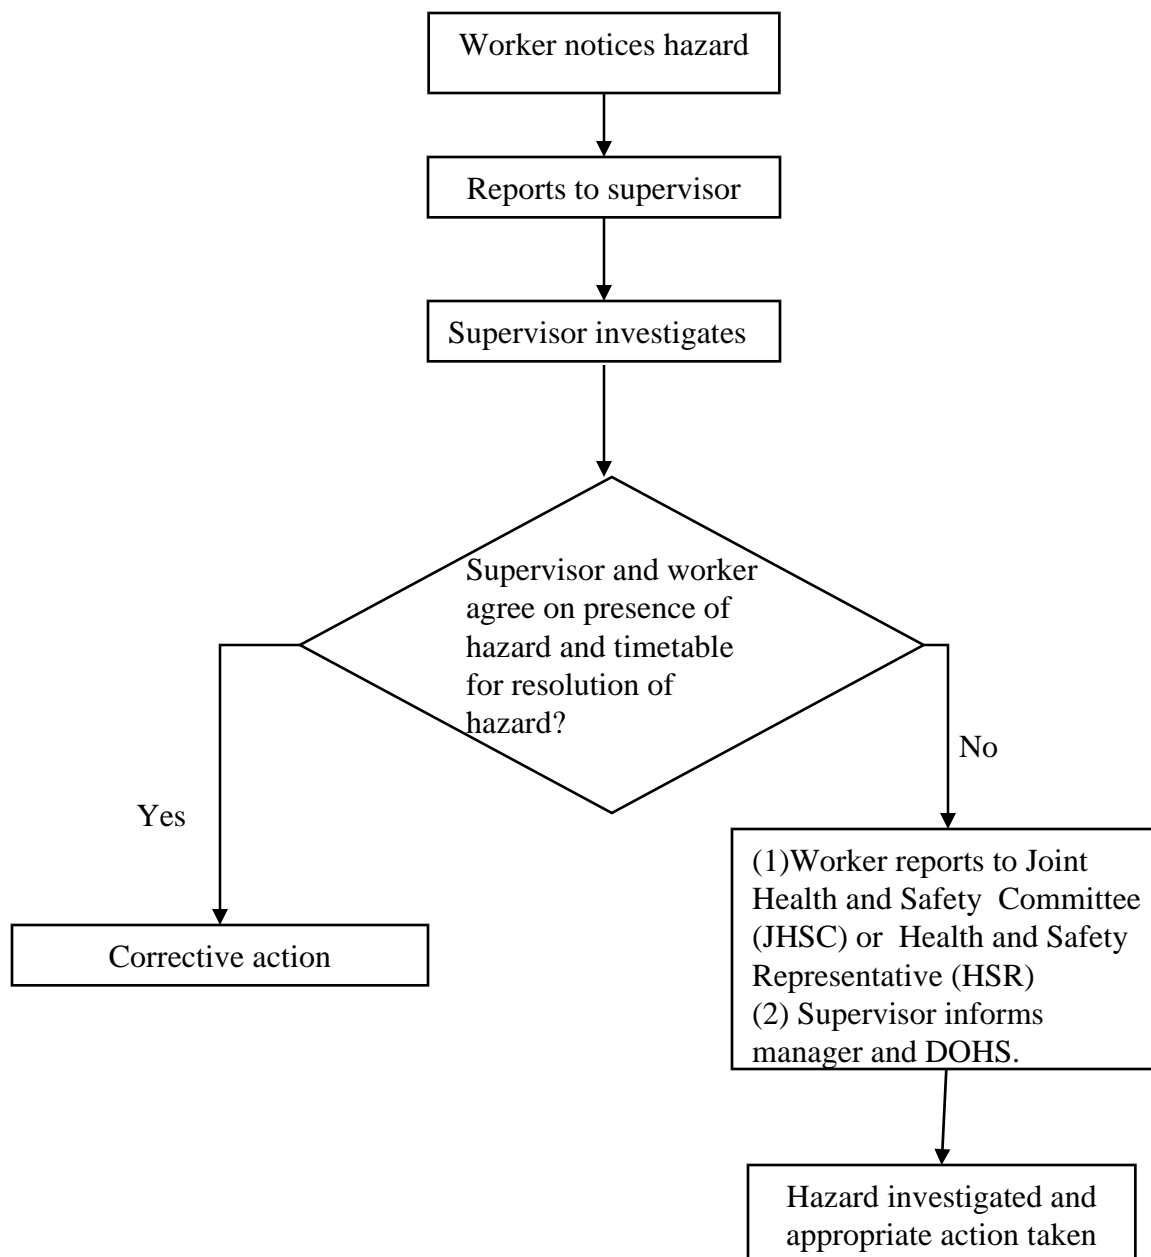 Worker notices hazard
Reports to supervisor
Supervisor investigates
Supervisor and worker
agree on presence of
hazard and timetable
for resolution of
hazard?
Yes
No
Corrective action
(1)Worker reports to Joint
Health and Safety  Committee
(JHSC) or  Health and Safety
Representative (HSR)
(2) Supervisor informs
manager and DOHS.
Hazard investigated and
appropriate action taken